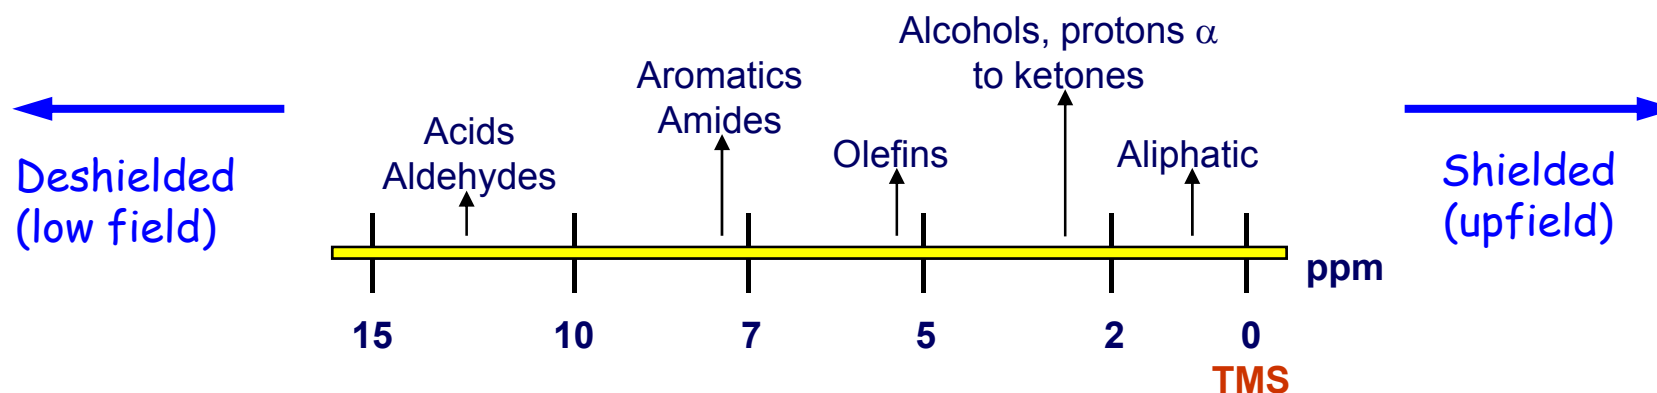 Alcohols, protons α
to ketones
Aromatics
Amides
Acids
Aldehydes
Olefins
Aliphatic
Deshielded
(low field)
Shielded
(upfield)
ppm
15 10 7 5 2 0
TMS